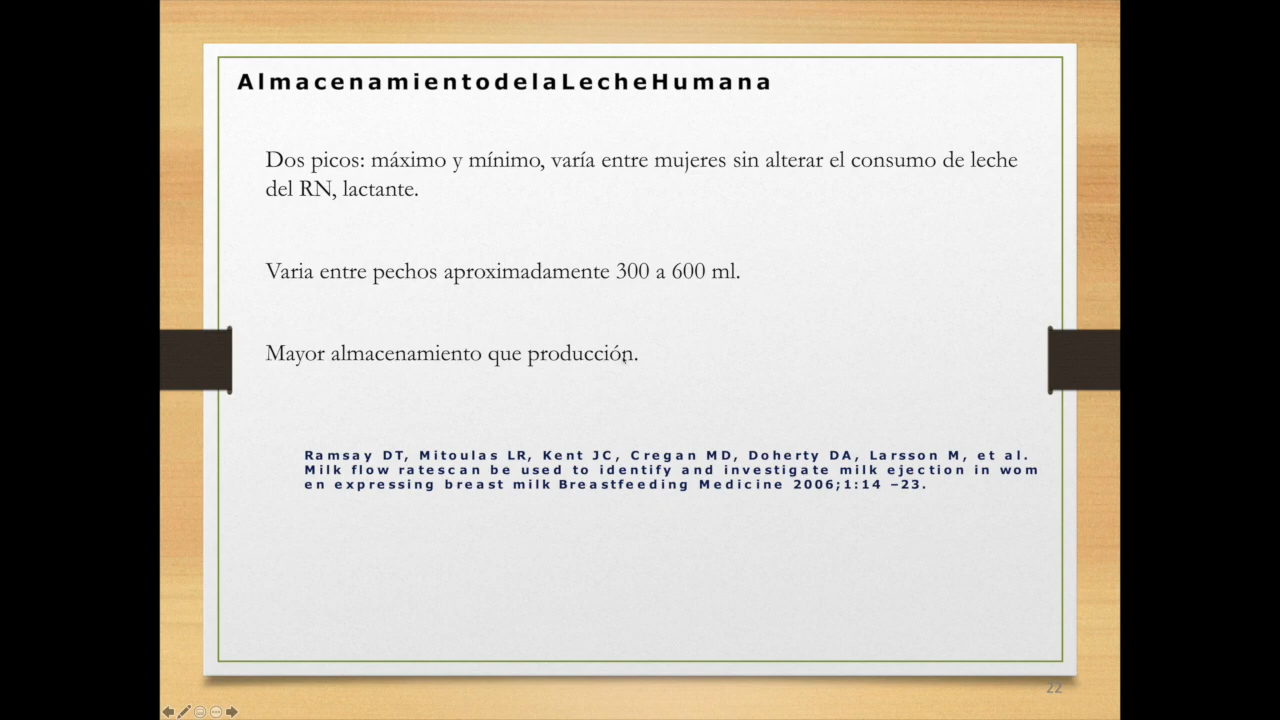 AlmacenamientodelaLecheHumana
Dos picos: máximo y mínimo, varía entre mujeres sin alterar el consumo de leche
del RN, lactante.
Varia entre pechos aproximadamente 300 a 600 ml.
Mayor almacenamiento que producción.
Ramsay DT, Mitoulas LR, Kent JC, Cregan MD, Doherty DA, Larsson M, et al.
Milk flow ratescan be used to identify and investigate milk ejection in wom
en expressing breast milk Breastfeeding Medicine 2006;1:14 –23.
22